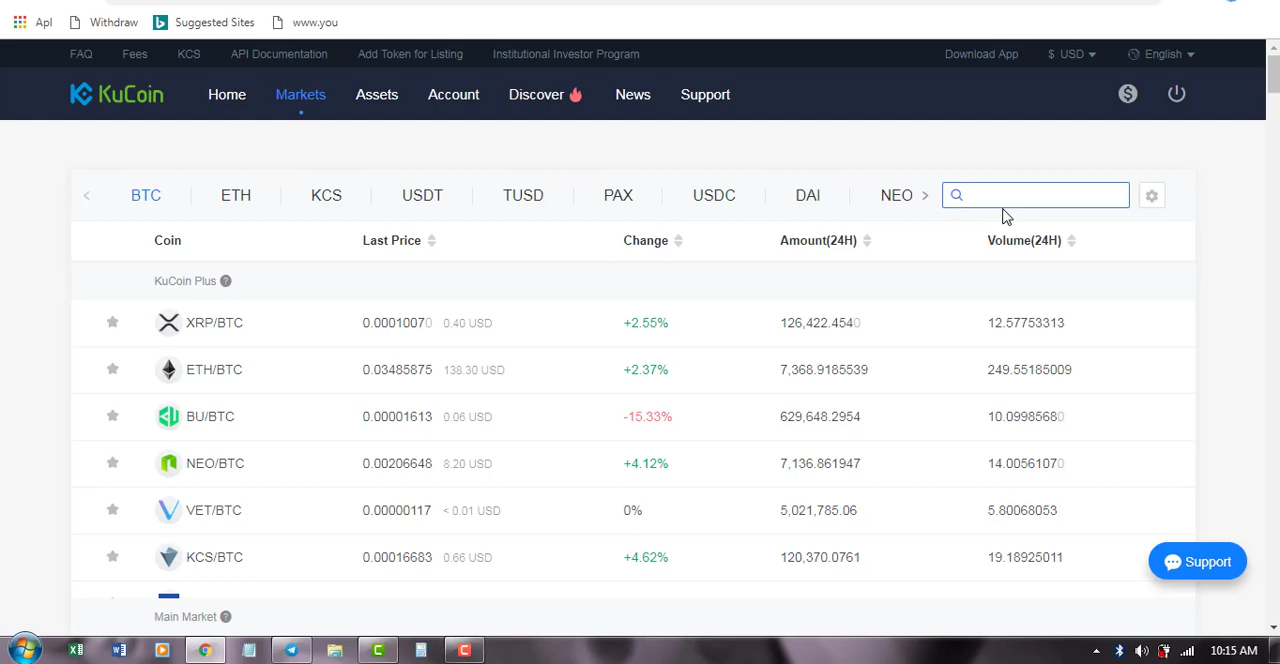 Apl Withdraw Suggested Sites www.you
FAQ Fees KCS API Documentation Add Token for Listing Institutional Investor Program Download App $ USD English
KuCoin Home Markets Assets Account Discover News Support
BTC ETH KCS USDT TUSD PAX USDC DAI NEO
Coin Last Price Change Amount(24H) Volume(24H)
KuCoin Plus
XRP/BTC 0.00010070 0.40 USD +2.55% 126,422.4540 12.57753313
ETH/BTC 0.03485875 138.30 USD +2.37% 7,368.9185539 249.55185009
BU/BTC 0.00001613 0.06 USD -15.33% 629,648.2954 10.09985680
NEO/BTC 0.00206648 8.20 USD +4.12% 7,136.861947 14.00561070
VET/BTC 0.00000117 < 0.01 USD 0% 5,021,785.06 5.80068053
KCS/BTC 0.00016683 0.66 USD +4.62% 120,370.0761 19.18925011
Support
Main Market
10:15 AM